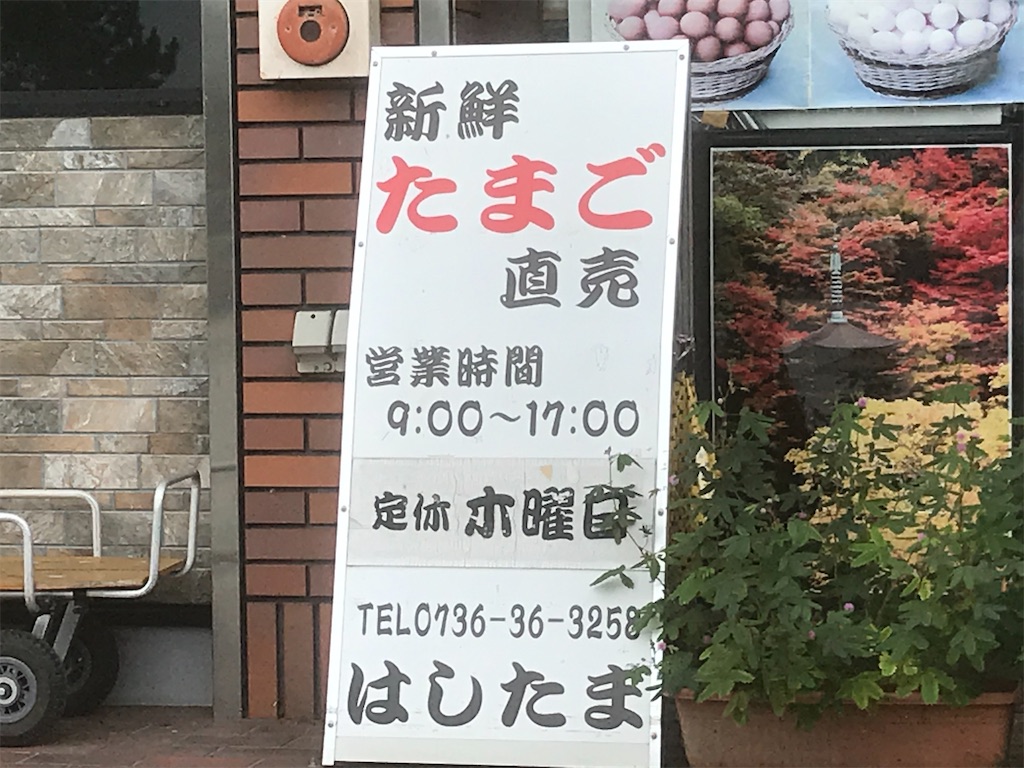 新鮮
たまご
直売
営業時間
9:00～17:00
定休 木曜日
TEL0736-36-3258
はしたま